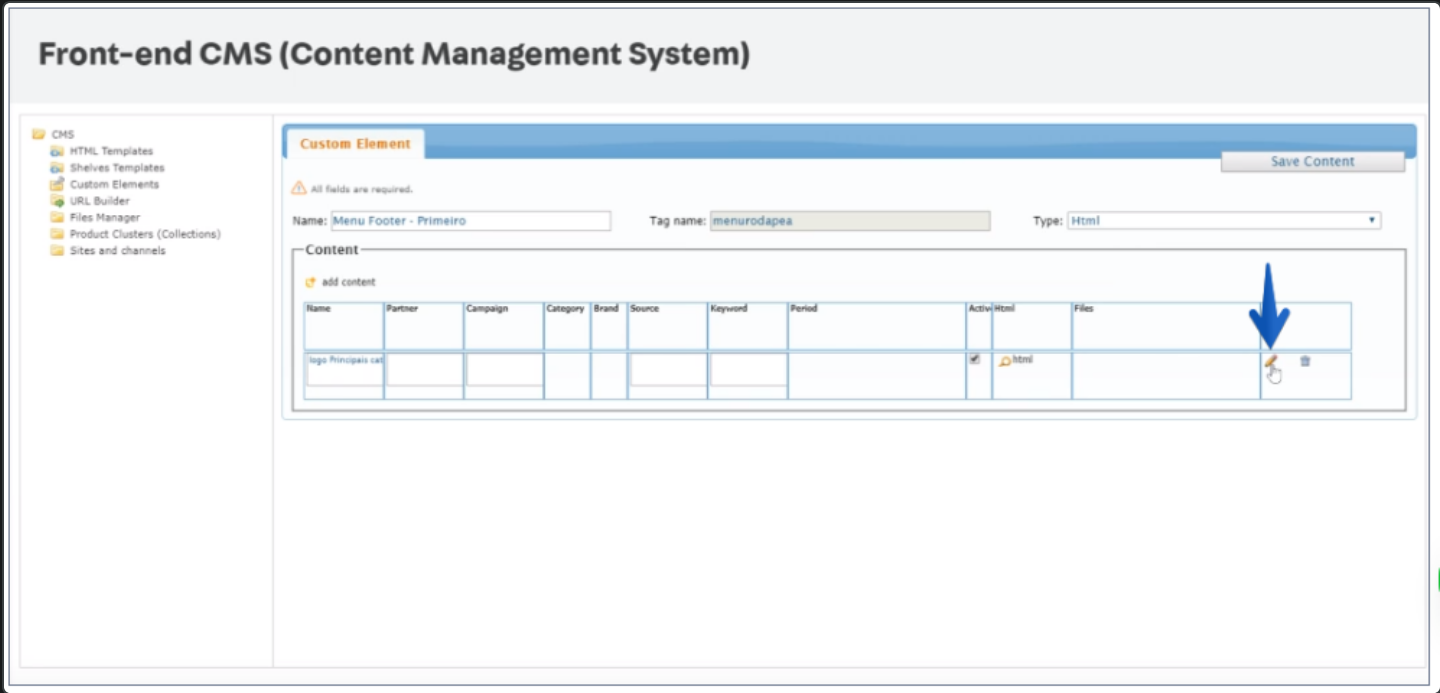 Front-end CMS (Content Management System)
CMS
HTML Templates
Shelves Templates
Custom Elements
URL Builder
Files Manager
Product Clusters (Collections)
Sites and channels
Custom Element
Save Content
All fields are required.
Name: Menu Footer - Primeiro Tag name: menurodapea Type: Html
Content
add content
Name Partner Campaign Category Brand Source Keyword Period Activ Html Files
logo Principais cat html